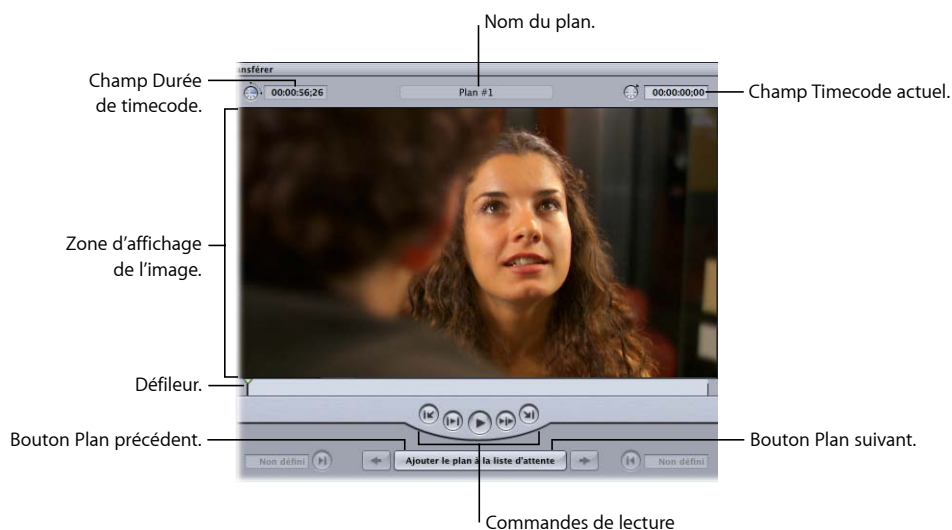 Nom du plan.
Champ Durée
de timecode.
Champ Timecode actuel.
nsférer
00:00:56;26
Plan #1
00:00:00;00
Zone d'affichage
de l'image.
Défileur.
Bouton Plan précédent.
Bouton Plan suivant.
Non défini
Ajouter le plan à la liste d'attente
Non défini
Commandes de lecture